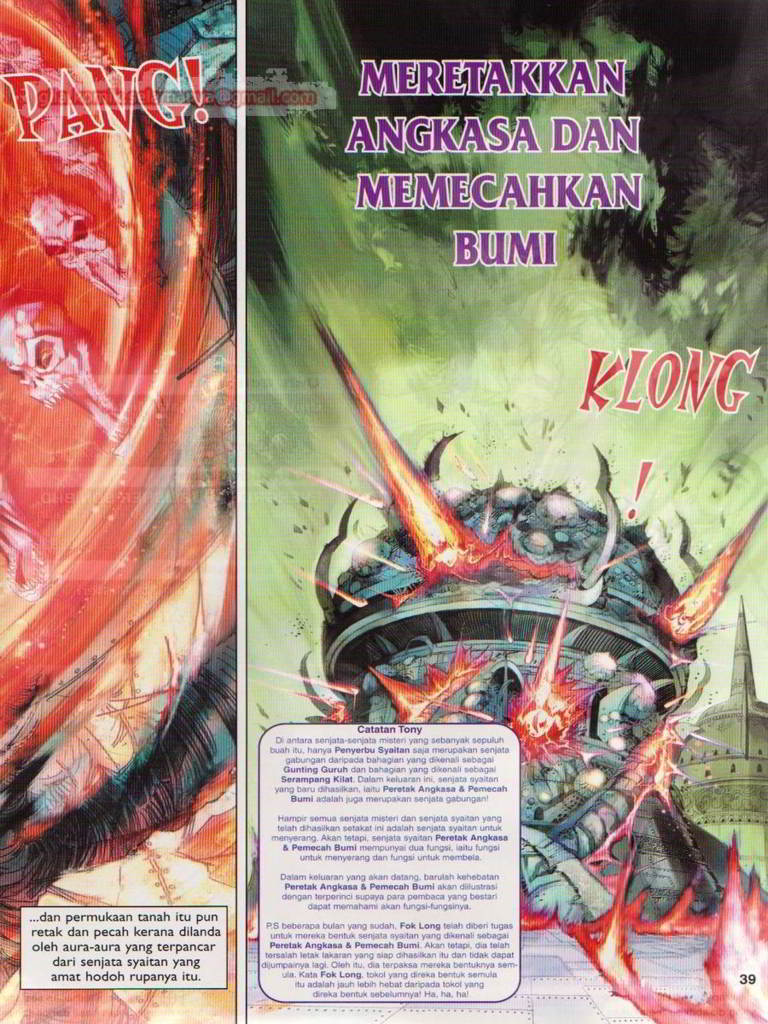 PANG!
MERETAKKAN
ANGKASA DAN
MEMECAHKAN
BUMI
KLONG
!
Catatan Tony
Di antara senjata-senjata misteri yang sebanyak sepuluh
buah itu, hanya Penyerbu Syaitan saja merupakan senjata
gabungan daripada bahagian yang dikenali sebagai
Gunting Guruh dan bahagian yang dikenali sebagai
Serampang Kilat. Dalam keluaran ini, senjata syaitan
yang baru dihasilkan, iaitu Peretak Angkasa & Pemecah
Bumi adalah juga merupakan senjata gabungan!
Hampir semua senjata misteri dan senjata syaitan yang
telah dihasilkan setakat ini adalah senjata syaitan untuk
menyerang. Akan tetapi, senjata syaitan Peretak Angkasa
& Pemecah Bumi mempunyai dua fungsi, iaitu fungsi
untuk menyerang dan fungsi untuk membela.
Dalam keluaran yang akan datang, barulah kehebatan
Peretak Angkasa & Pemecah Bumi akan diilustrasi
dengan terperinci supaya para pembaca yang bestari
dapat memahami akan fungsi-fungsinya.
P.S beberapa bulan yang sudah, Fok Long telah diberi tugas
untuk mereka bentuk senjata syaitan yang dikenali sebagai
Peretak Angkasa & Pemecah Bumi. Akan tetapi, dia telah
tersalah letak lakaran yang siap dihasilkan itu dan tidak dapat
dijumpainya lagi. Oleh itu, dia terpaksa mereka bentuknya sem-
ula. Kata Fok Long, tokol yang direka bentuk semula
itu adalah jauh lebih hebat daripada tokol yang
direka bentuk sebelumnya! Ha, ha, ha!
...dan permukaan tanah itu pun
retak dan pecah kerana dilanda
oleh aura-aura yang terpancar
dari senjata syaitan yang
amat hodoh rupanya itu.
39